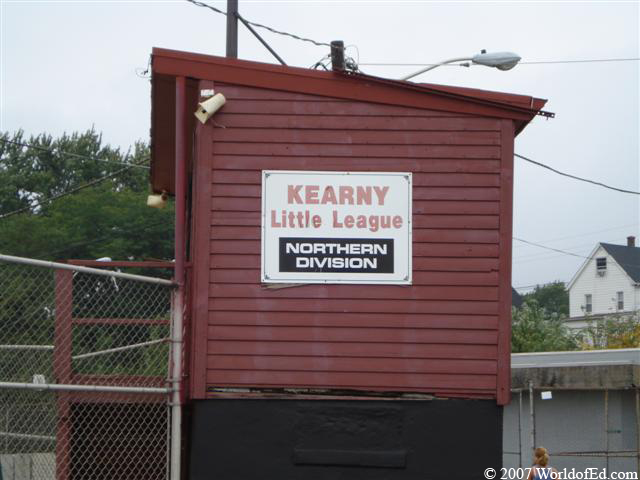 KEARNY
Little League
NORTHERN
DIVISION
© 2007 WorldofEd.com